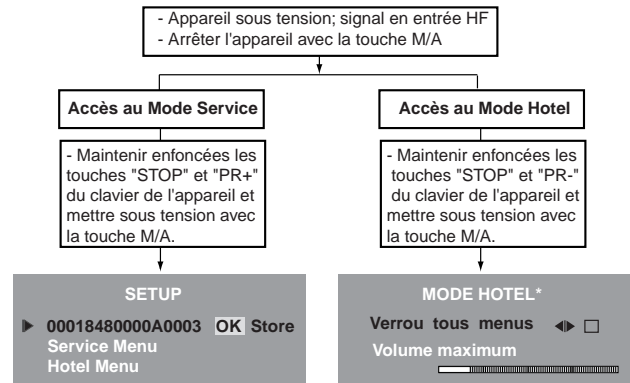 - Appareil sous tension; signal en entrée HF
- Arrêter l'appareil avec la touche M/A
Accès au Mode Service
- Maintenir enfoncées les
touches "STOP" et "PR+"
du clavier de l'appareil et
mettre sous tension avec
la touche M/A.
SETUP
00018480000A0003 OK Store
Service Menu
Hotel Menu
Accès au Mode Hotel
- Maintenir enfoncées les
touches "STOP" et "PR-"
du clavier de l'appareil et
mettre sous tension avec
la touche M/A.
MODE HOTEL*
Verrou tous menus
Volume maximum